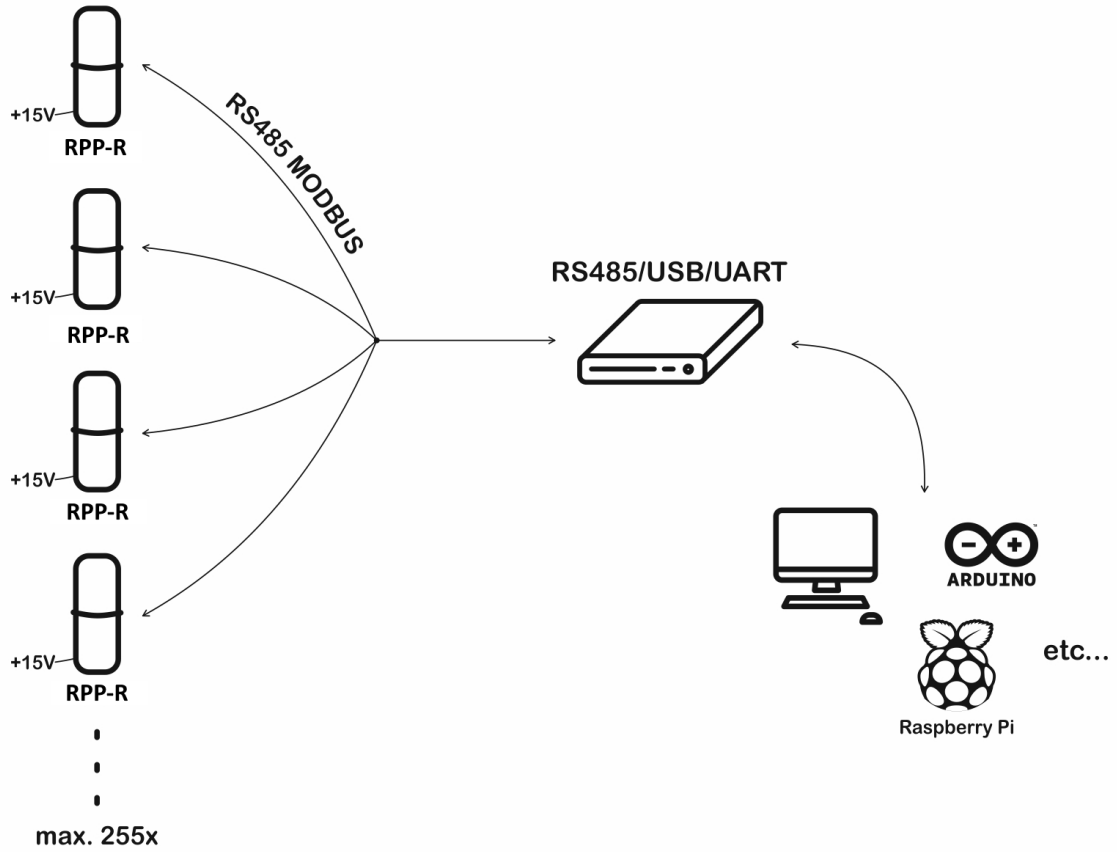 +15V
RPP-R
RS485 MODBUS
+15V
RPP-R
RS485/USB/UART
+15V
RPP-R
+15V
RPP-R
max. 255x
ARDUINO
™
Raspberry Pi
etc...